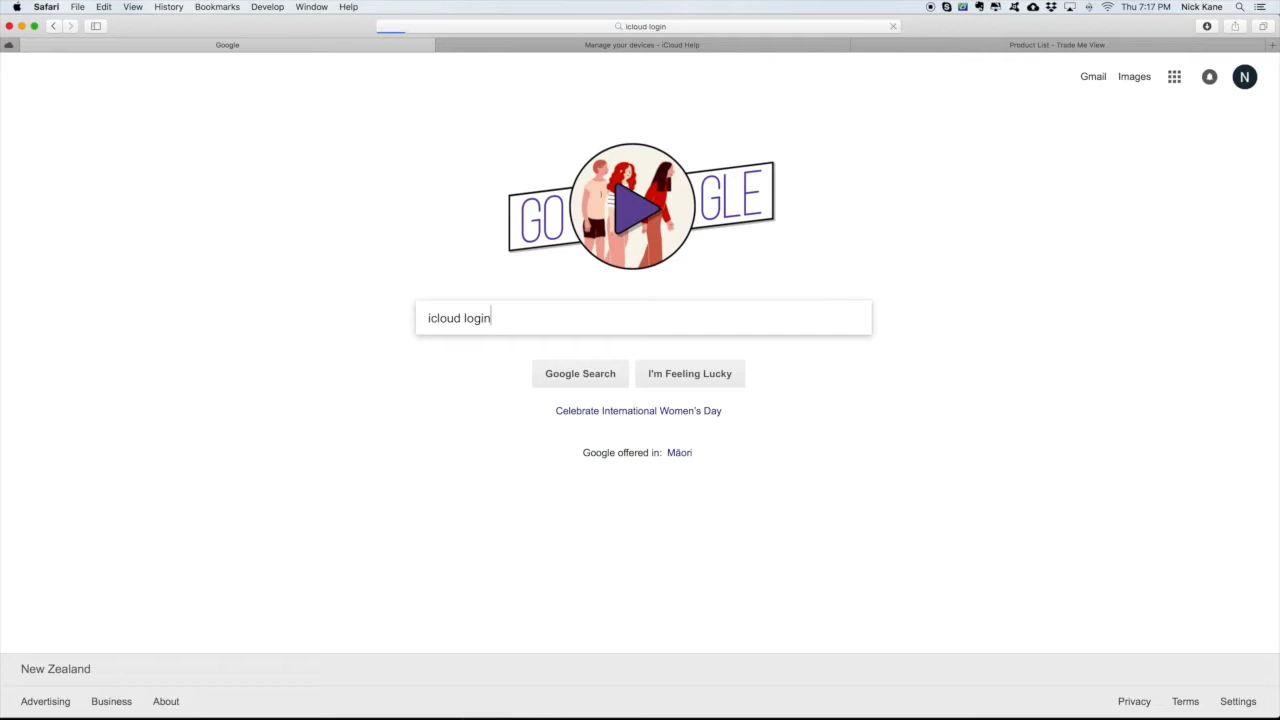 Safari File Edit View History Bookmarks Develop Window Help Thu 7:17 PM Nick Kane
icloud login
Google Manage your devices - iCloud Help Product List - Trade Me View
Gmail Images N
GO GLE
icloud login
Google Search I'm Feeling Lucky
Celebrate International Women's Day
Google offered in: Māori
New Zealand
Advertising Business About Privacy Terms Settings